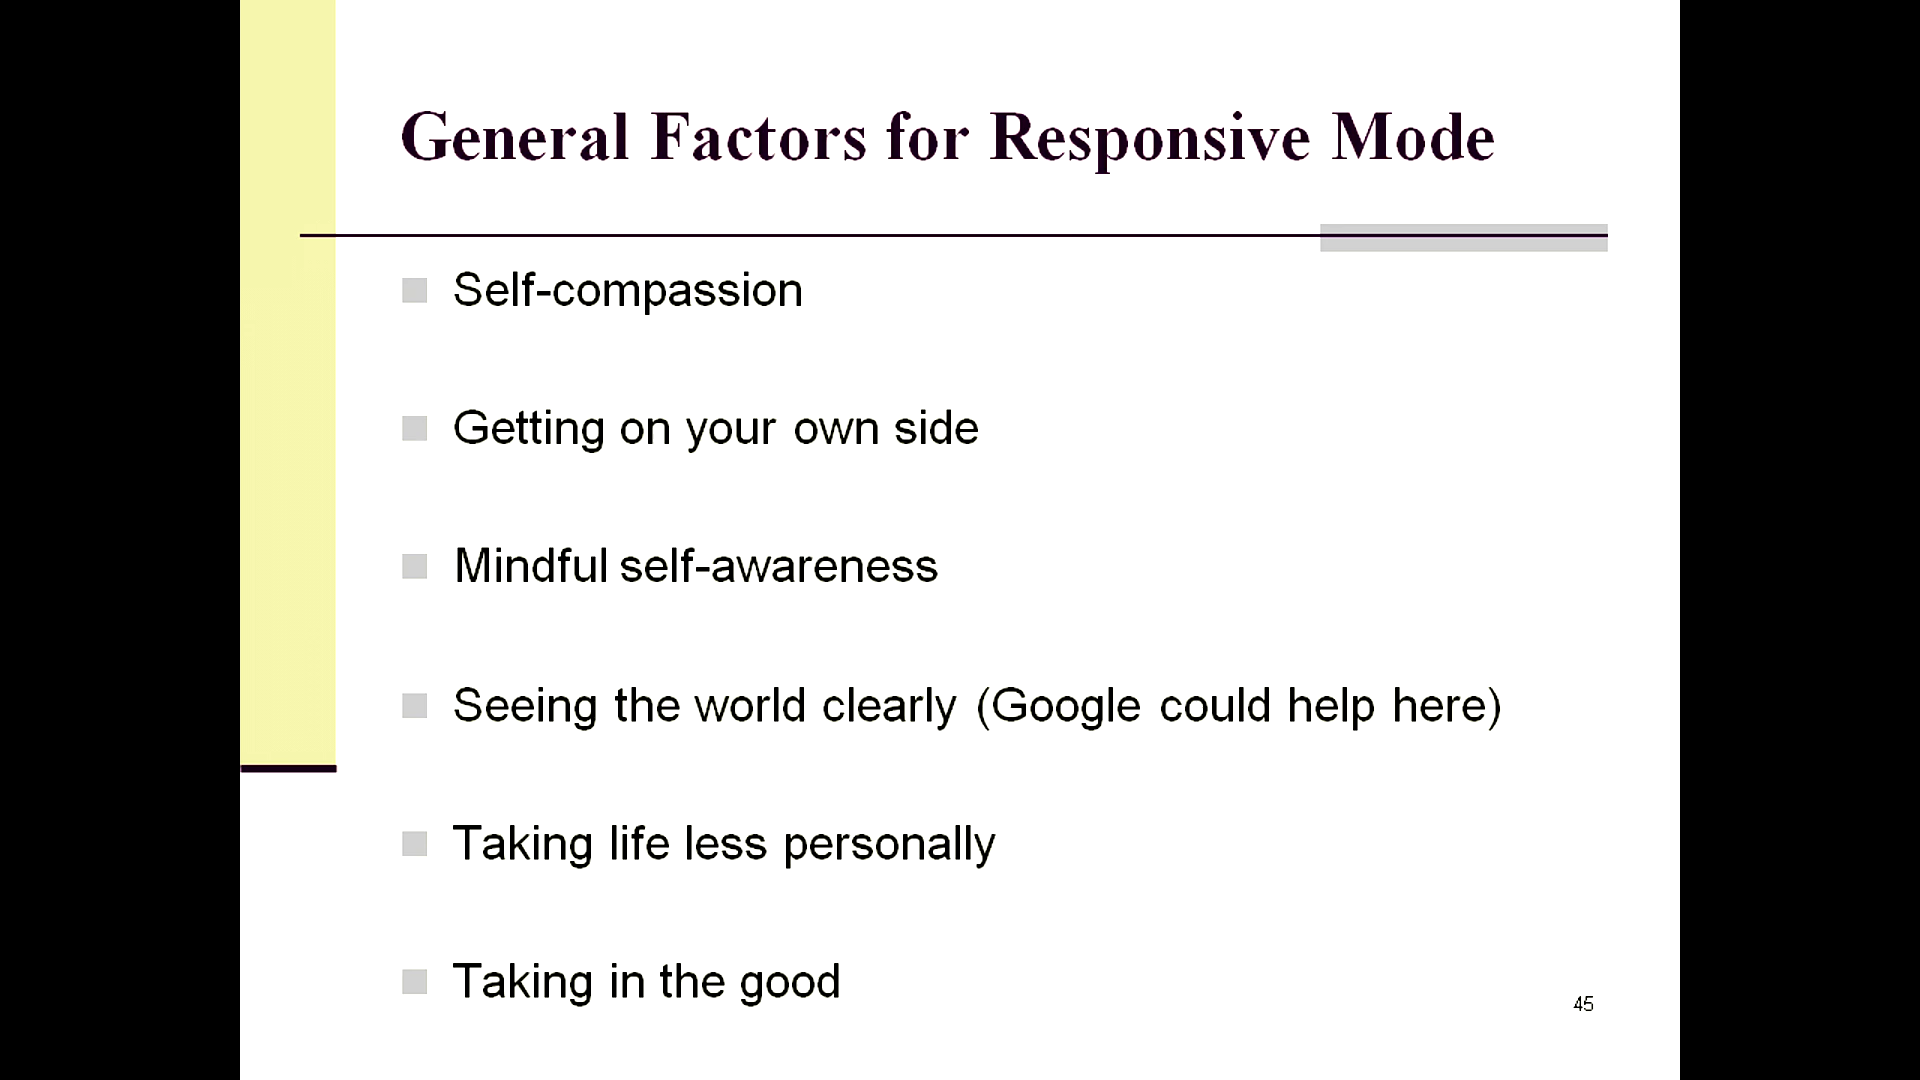 General Factors for Responsive Mode
Self-compassion
Getting on your own side
Mindful self-awareness
Seeing the world clearly (Google could help here)
Taking life less personally
Taking in the good
45